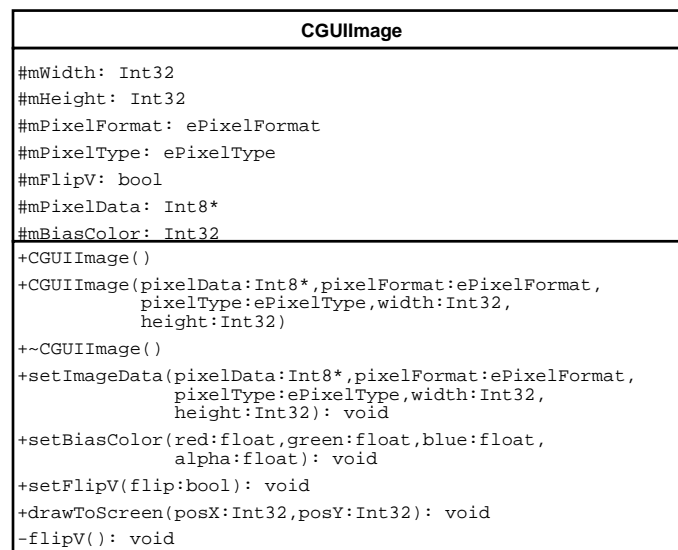 CGUIImage
#mWidth: Int32
#mHeight: Int32
#mPixelFormat: ePixelFormat
#mPixelType: ePixelType
#mFlipV: bool
#mPixelData: Int8*
#mBiasColor: Int32
+CGUIImage()
+CGUIImage(pixelData:Int8*,pixelFormat:ePixelFormat,
pixelType:ePixelType,width:Int32,
height:Int32)
+~CGUIImage()
+setImageData(pixelData:Int8*,pixelFormat:ePixelFormat,
pixelType:ePixelType,width:Int32,
height:Int32): void
+setBiasColor(red:float,green:float,blue:float,
alpha:float): void
+setFlipV(flip:bool): void
+drawToScreen(posX:Int32,posY:Int32): void
-flipV(): void